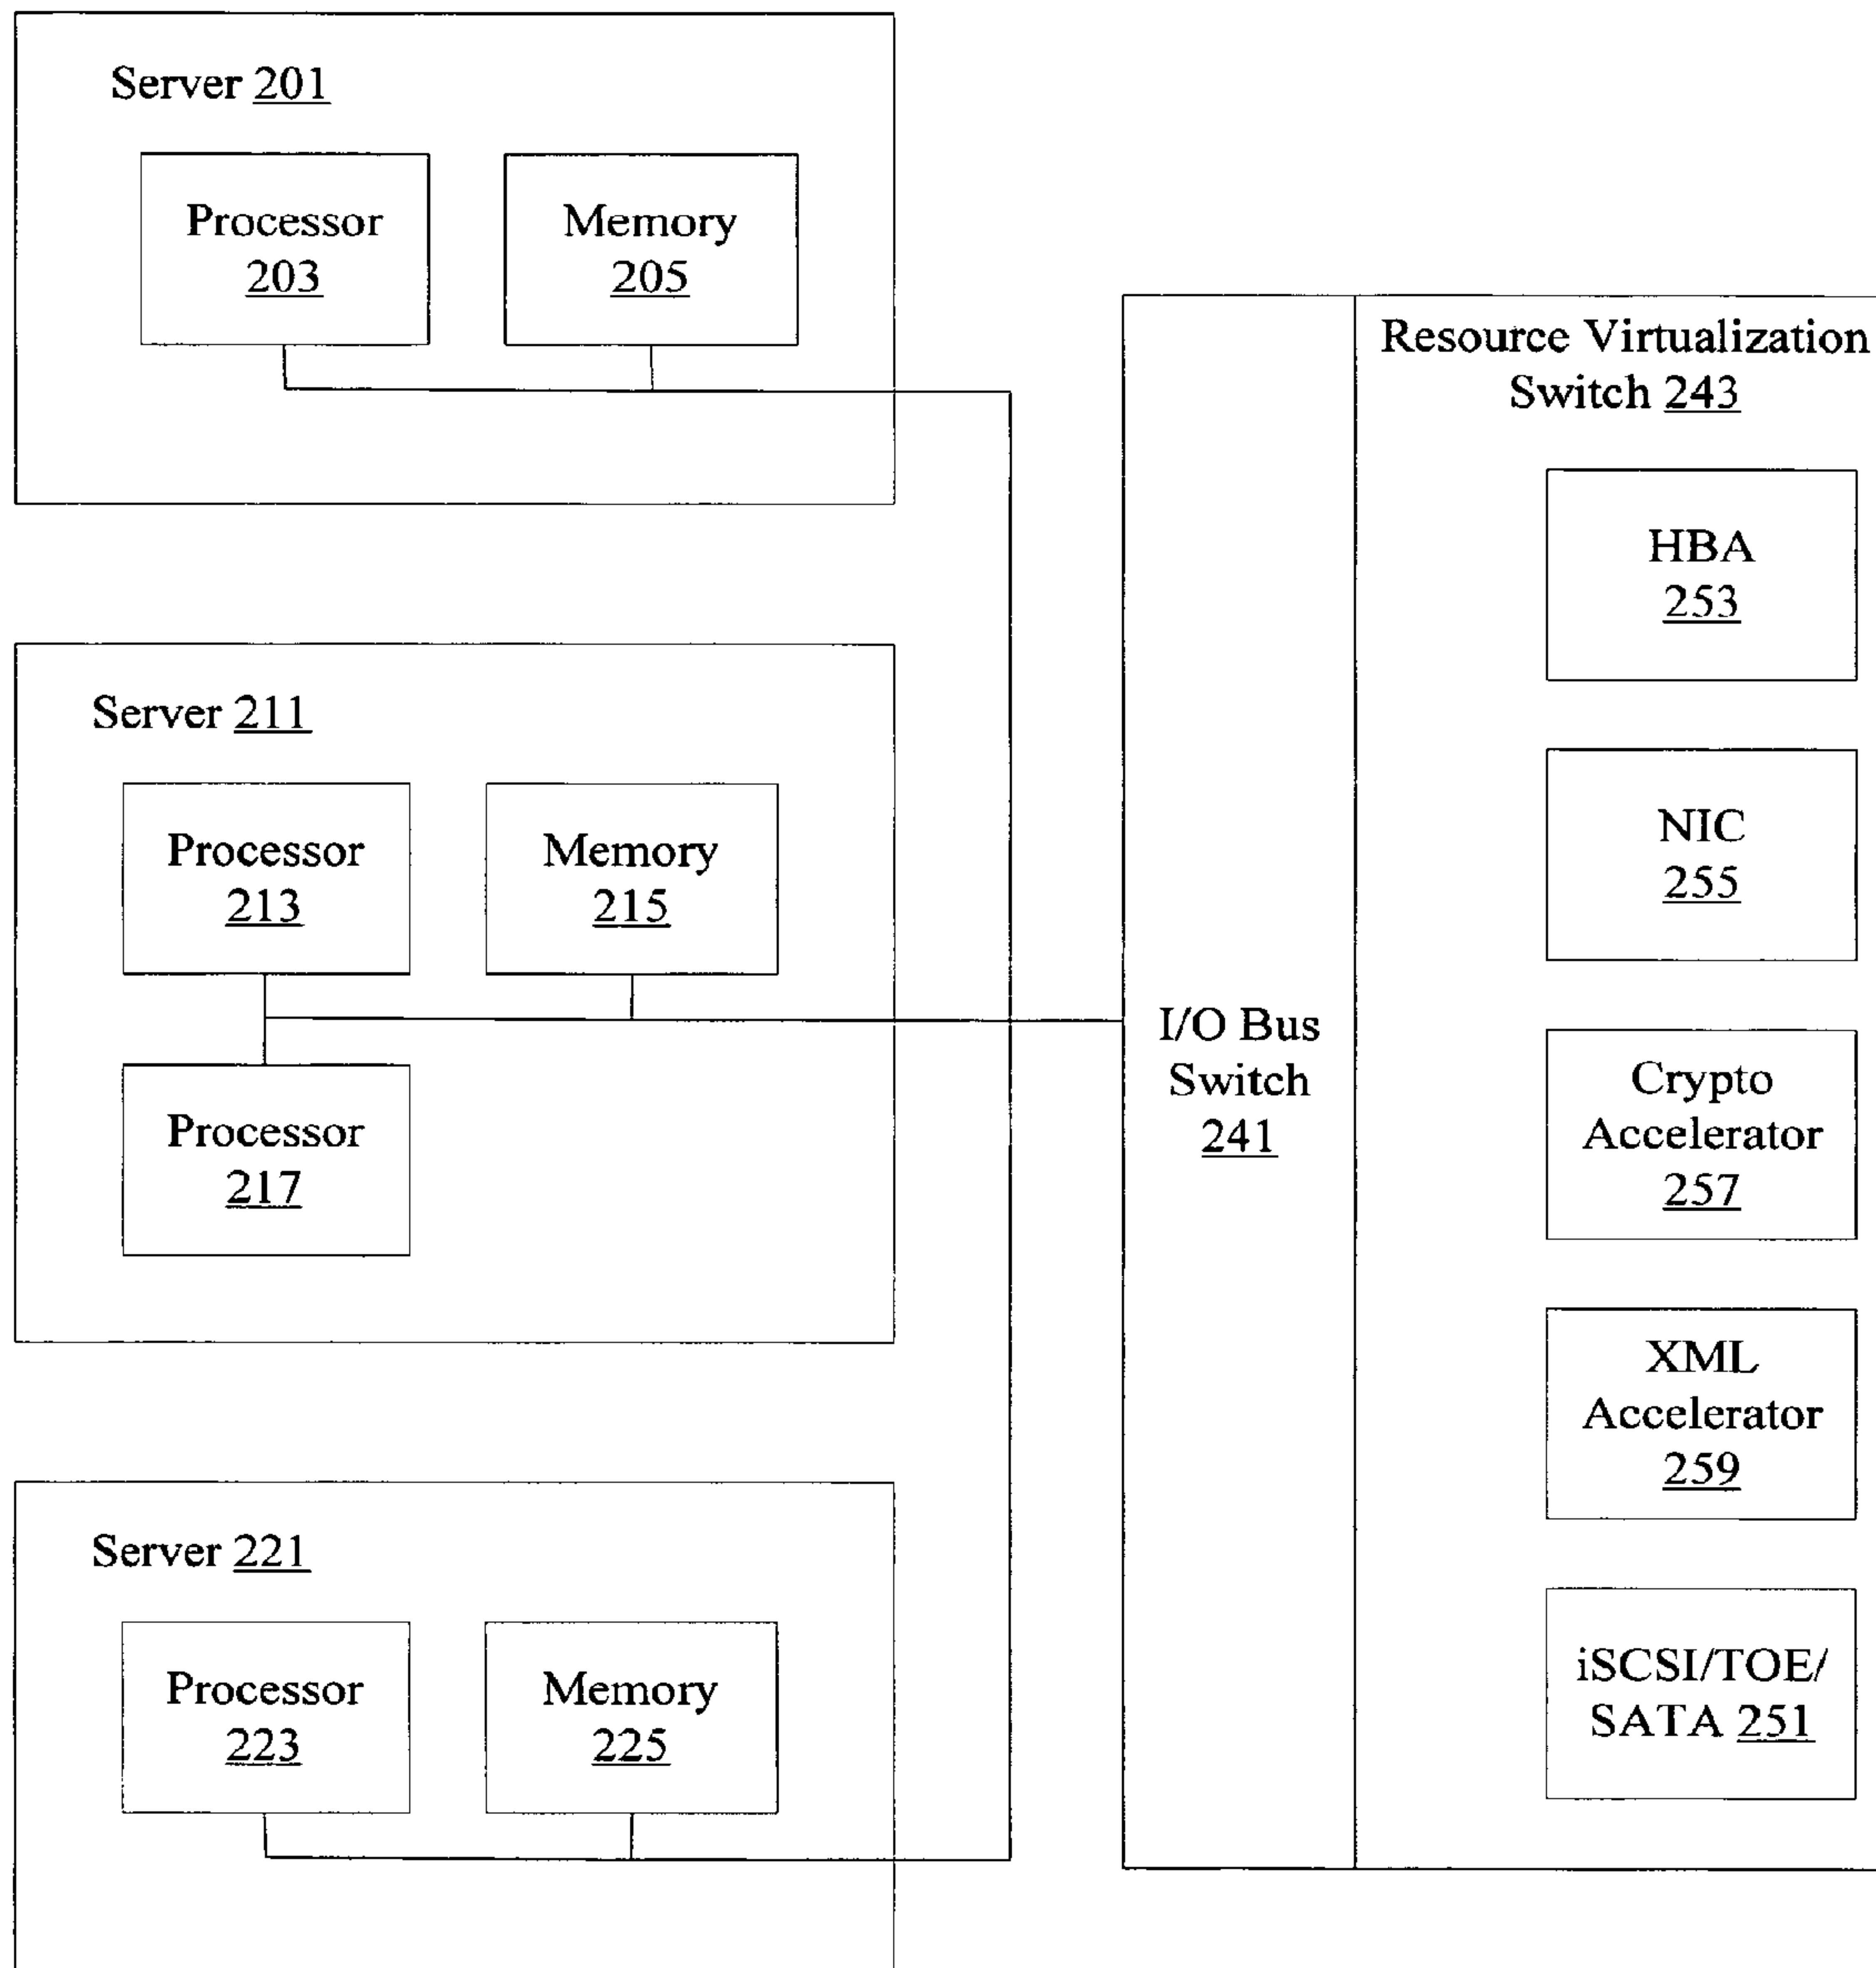 Server 201
Processor
203
Memory
205
Server 211
Processor
213
Memory
215
Processor
217
Server 221
Processor
223
Memory
225
I/O Bus
Switch
241
Resource Virtualization
Switch 243
HBA
253
NIC
255
Crypto
Accelerator
257
XML
Accelerator
259
iSCSI/TOE/
SATA 251